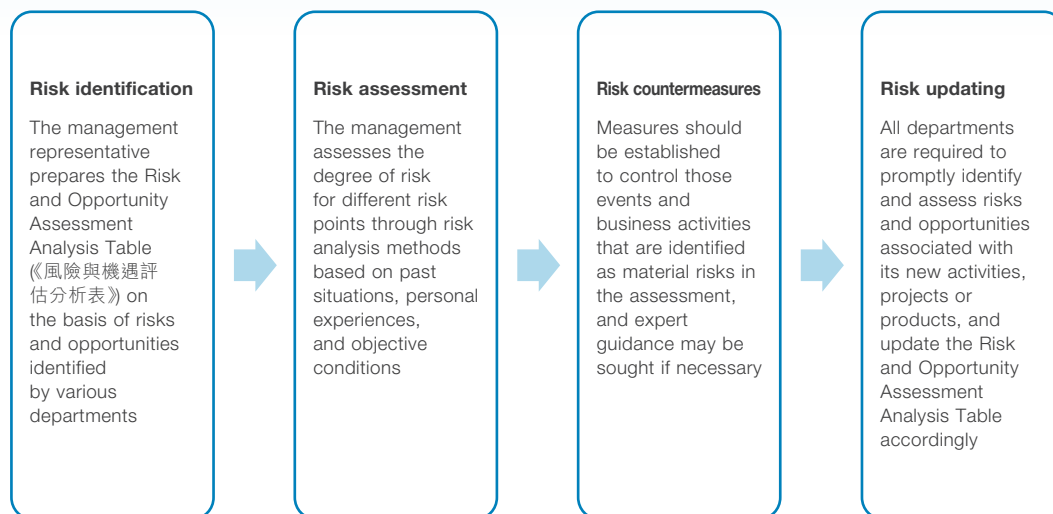 Risk identification
The management
representative
prepares the Risk
and Opportunity
Assessment
Analysis Table
(《風險與機遇評
估分析表》) on
the basis of risks
and opportunities
identified
by various
departments
Risk assessment
The management
assesses the
degree of risk
for different risk
points through risk
analysis methods
based on past
situations, personal
experiences,
and objective
conditions
Risk countermeasures
Measures should
be established
to control those
events and
business activities
that are identified
as material risks in
the assessment,
and expert
guidance may be
sought if necessary
Risk updating
All departments
are required to
promptly identify
and assess risks
and opportunities
associated with
its new activities,
projects or
products, and
update the Risk
and Opportunity
Assessment
Analysis Table
accordingly